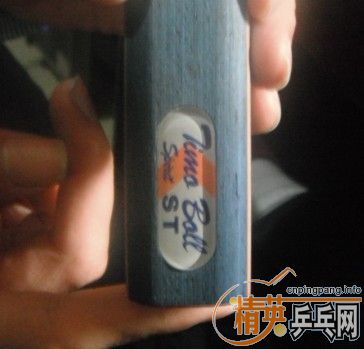 Timo Boll
Spirit
ST
cnpingpang.info
精英乒乓网